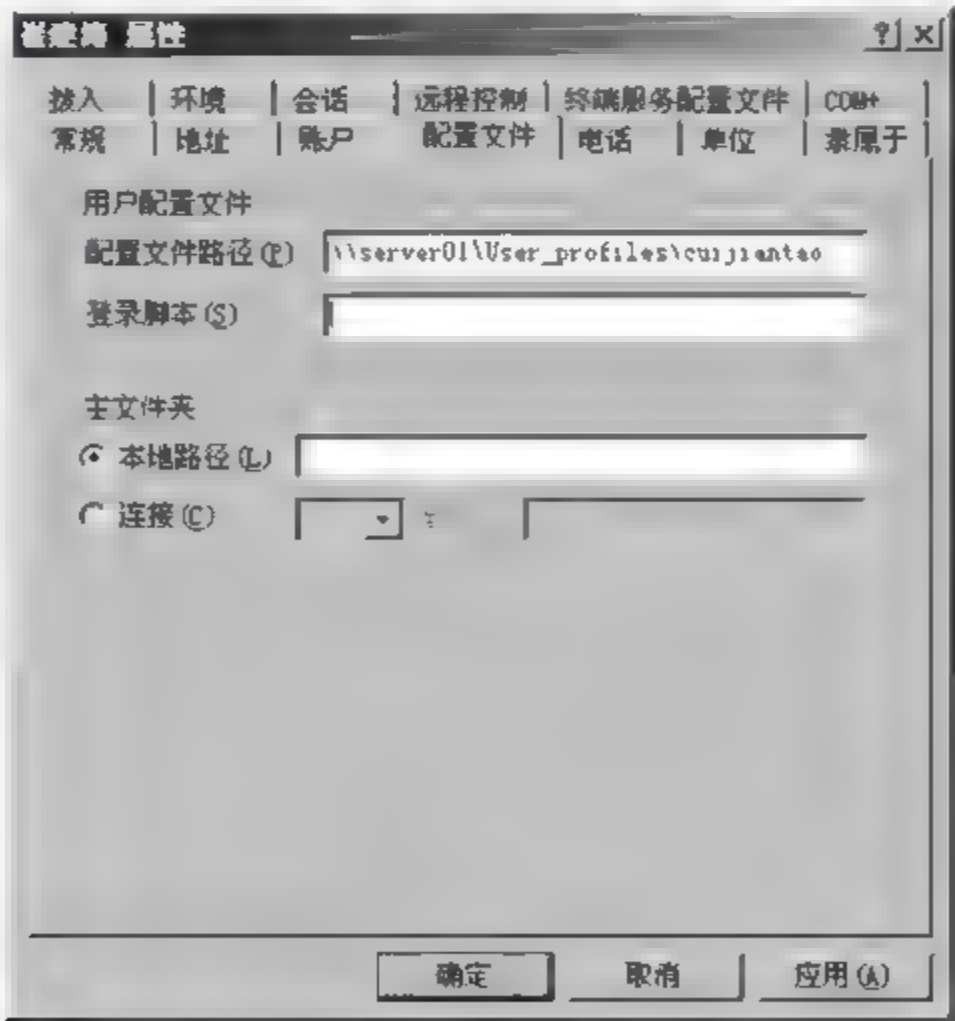 崔建涛 属性
拨入 环境 会话 远程控制 终端服务配置文件 COM+
常规 地址 账户 配置文件 电话 单位 隶属于
用户配置文件
配置文件路径(P) \\server01\User_profiles\cuijiantao
登录脚本(S)
主文件夹
本地路径(L)
连接(C)
确定 取消 应用(A)